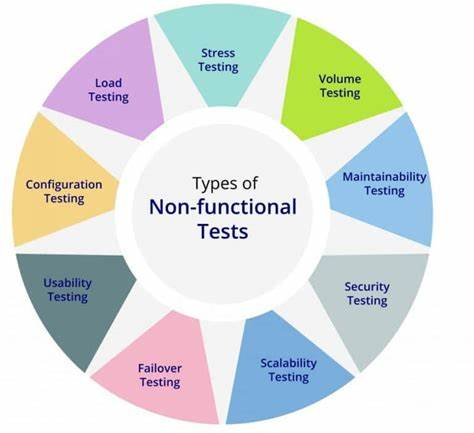 Types of
Non-functional
Tests
Stress
Testing
Volume
Testing
Maintainability
Testing
Security
Testing
Scalability
Testing
Failover
Testing
Usability
Testing
Configuration
Testing
Load
Testing